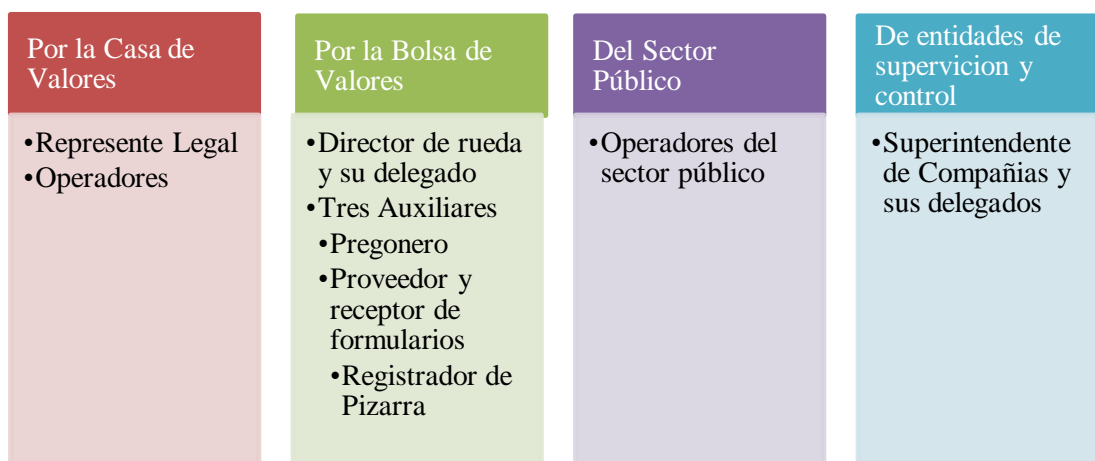 Por la Casa de
Valores
•Represente Legal
•Operadores
Por la Bolsa de
Valores
•Director de rueda
y su delegado
•Tres Auxiliares
•Pregonero
•Proveedor y
receptor de
formularios
•Registrador de
Pizarra
Del Sector
Público
•Operadores del
sector público
De entidades de
supervicion y
control
•Superintendente
de Compañias y
sus delegados